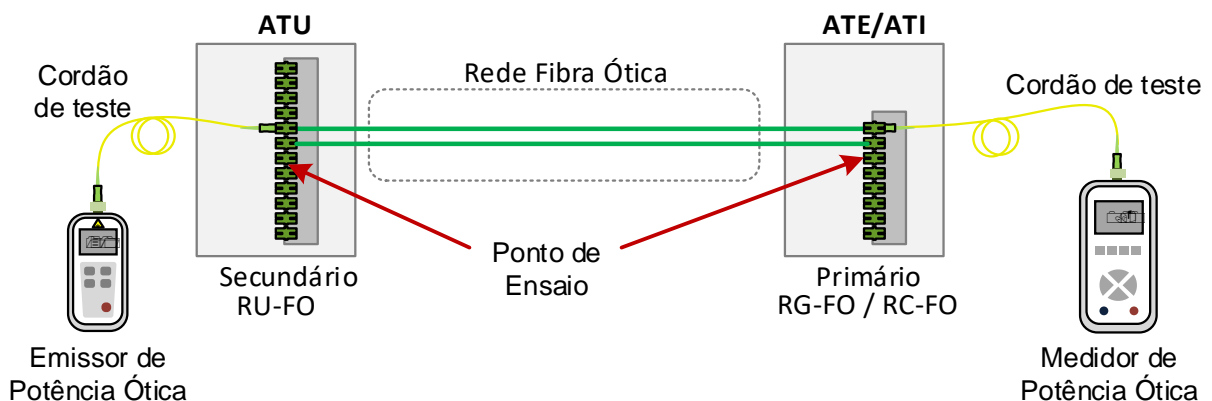 ATU
ATE/ATI
Rede Fibra Ótica
Cordão
de teste
Cordão de teste
Ponto de
Ensaio
Secundário
RU-FO
Primário
RG-FO / RC-FO
Emissor de
Potência Ótica
Medidor de
Potência Ótica